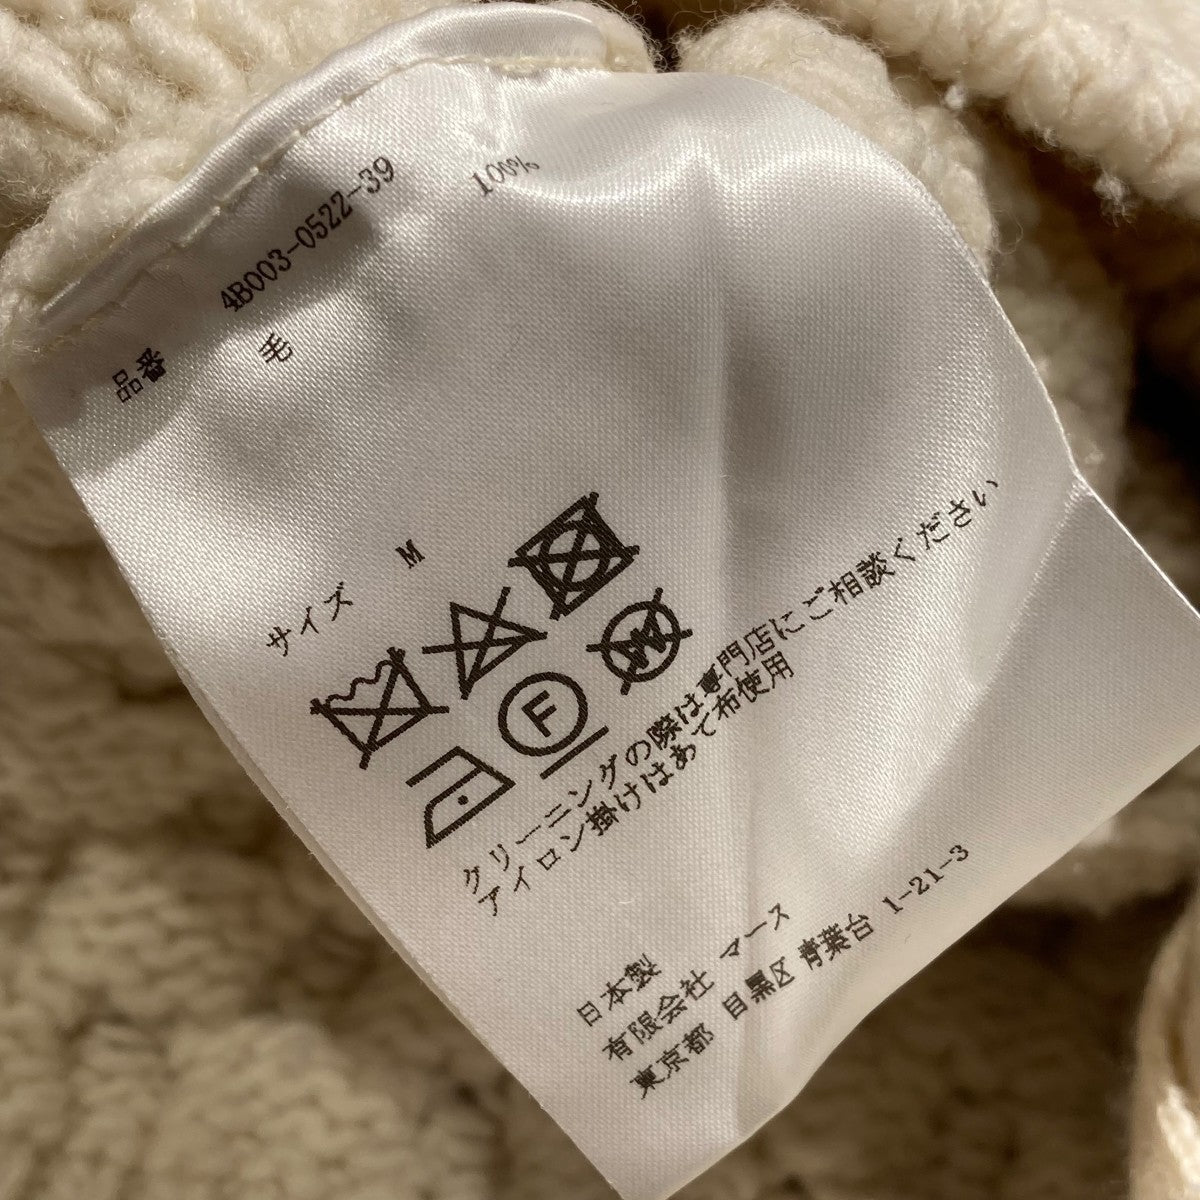 品番 4B003-0522-39
毛 100%
サイズ M
F
W
クリーニングの際は専門店にご相談ください
アイロン掛けはあて布使用
日本製
有限会社 マース
東京都 目黒区 青葉台 1-21-3